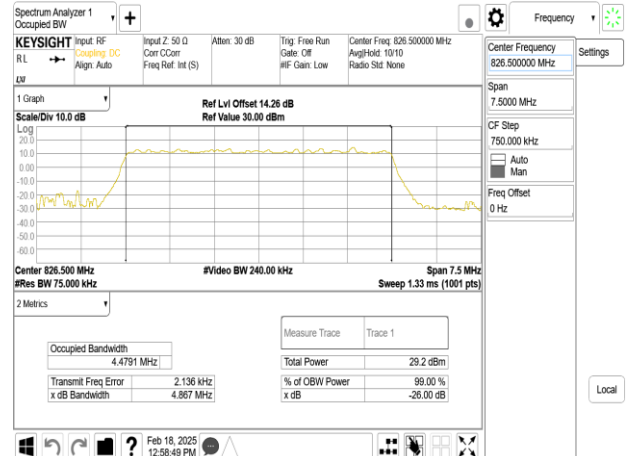 Spectrum Analyzer 1
Occupied BW
Frequency
KEYSIGHT
Input: RF
Coupling: DC
Align: Auto
Input Z: 50 Ω
Corr CCorr
Freq Ref: Int (S)
Atten: 30 dB
Trig: Free Run
Gate: Off
#IF Gain: Low
Center Freq: 826.500000 MHz
Avg|Hold: 10/10
Radio Std: None
RL
LXI
Center Frequency
826.500000 MHz
Settings
Span
7.5000 MHz
CF Step
750.000 kHz
Auto
Man
Freq Offset
0 Hz
1 Graph
Ref Lvl Offset 14.26 dB
Scale/Div 10.0 dB
Ref Value 30.00 dBm
Log
20.0
10.0
0.00
-10.0
-20.0
-30.0
-40.0
-50.0
-60.0
Center 826.500 MHz
#Video BW 240.00 kHz
Span 7.5 MHz
#Res BW 75.000 kHz
Sweep 1.33 ms (1001 pts)
2 Metrics
Measure Trace
Trace 1
Occupied Bandwidth
4.4791 MHz
Total Power
29.2 dBm
Transmit Freq Error
2.136 kHz
% of OBW Power
99.00 %
x dB Bandwidth
4.867 MHz
x dB
-26.00 dB
Local
Feb 18, 2025
12:58:49 PM